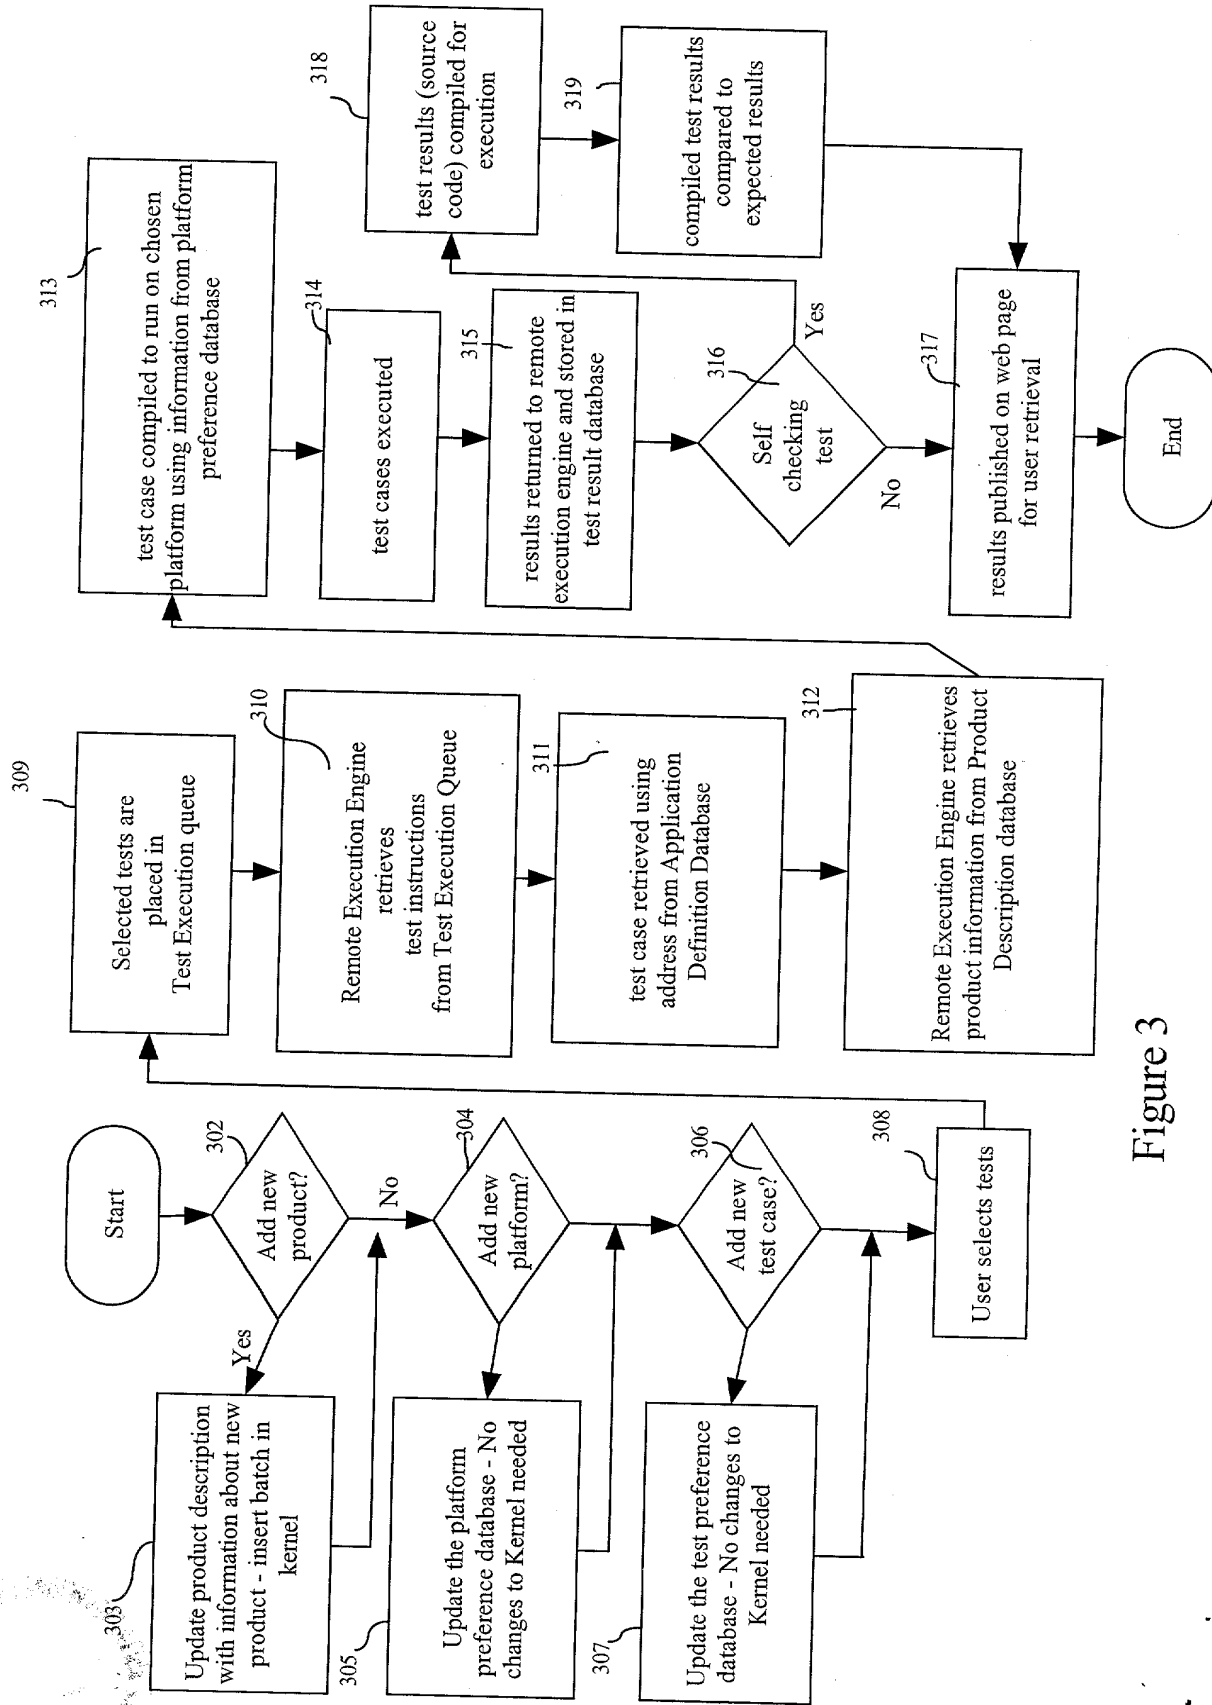 Start
302
Add new
product?
Yes
No
303
Update product description
with information about new
product - insert batch in
kernel
304
Add new
platform?
305
Update the platform
preference database - No
changes to Kernel needed
306
Add new
test case?
307
Update the test preference
database - No changes to
Kernel needed
308
User selects tests
309
Selected tests are
placed in
Test Execution queue
310
Remote Execution Engine
retrieves
test instructions
from Test Execution Queue
311
test case retrieved using
address from Application
Definition Database
312
Remote Execution Engine retrieves
product information from Product
Description database
313
test case compiled to run on chosen
platform using information from platform
preference database
314
test cases executed
315
results returned to remote
execution engine and stored in
test result database
316
Self
checking
test
Yes
No
318
test results (source
code) compiled for
execution
319
compiled test results
compared to
expected results
317
results published on web page
for user retrieval
End
Figure 3